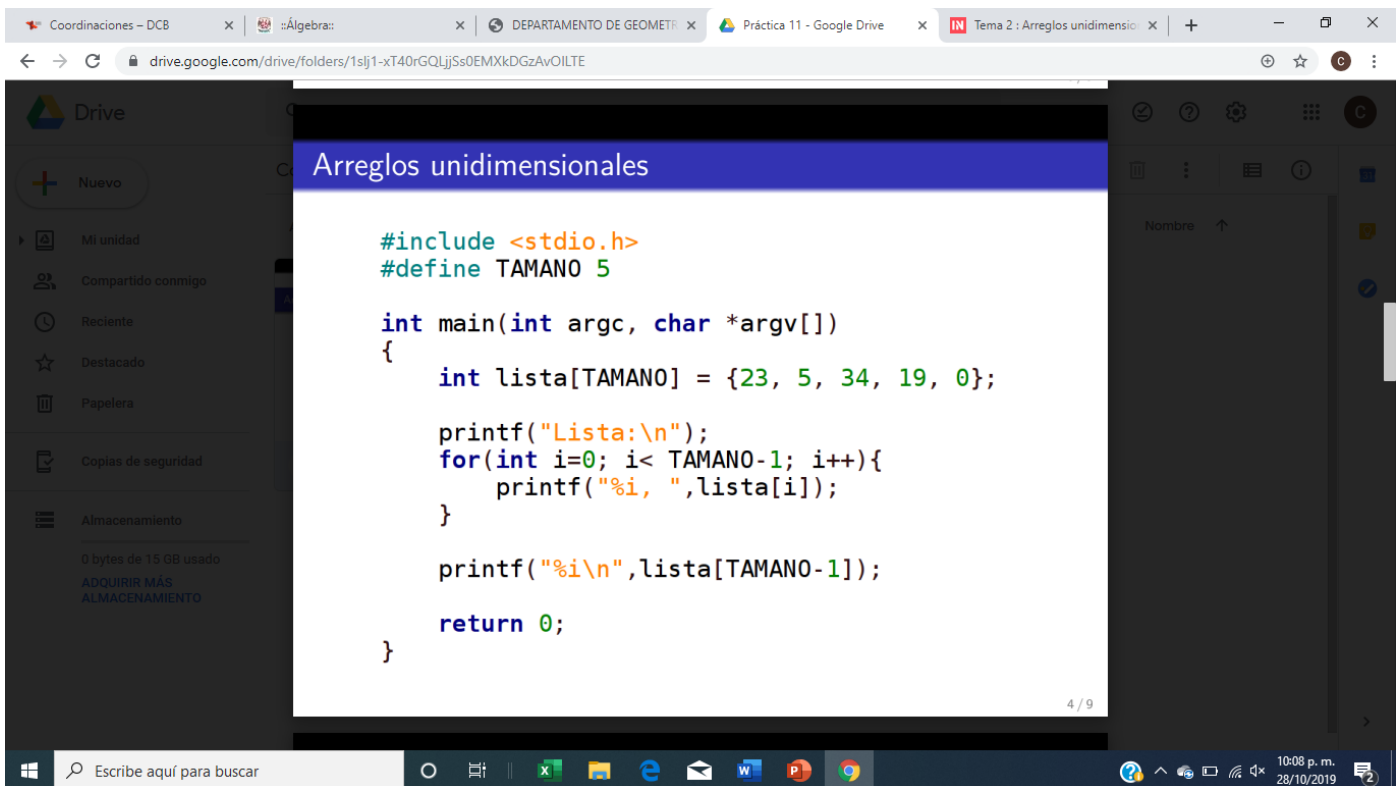 Coordinaciones – DCB
::Álgebra::
DEPARTAMENTO DE GEOMETR
Práctica 11 - Google Drive
IN Tema 2 : Arreglos unidimensio
drive.google.com/drive/folders/1slj1-xT40rGQLjjSs0EMXkDGzAvOILTE
C
Drive
C
Arreglos unidimensionales
Nuevo
Nombre
Mi unidad
Compartido conmigo
Reciente
Destacado
Papelera
Copias de seguridad
Almacenamiento
0 bytes de 15 GB usado
ADQUIRIR MÁS
ALMACENAMIENTO
#include <stdio.h>
#define TAMANO 5
int main(int argc, char *argv[])
{
int lista[TAMANO] = {23, 5, 34, 19, 0};
printf("Lista:\n");
for(int i=0; i< TAMANO-1; i++){
printf("%i, ",lista[i]);
}
printf("%i\n",lista[TAMANO-1]);
return 0;
}
4 / 9
Escribe aquí para buscar
10:08 p. m.
28/10/2019
2